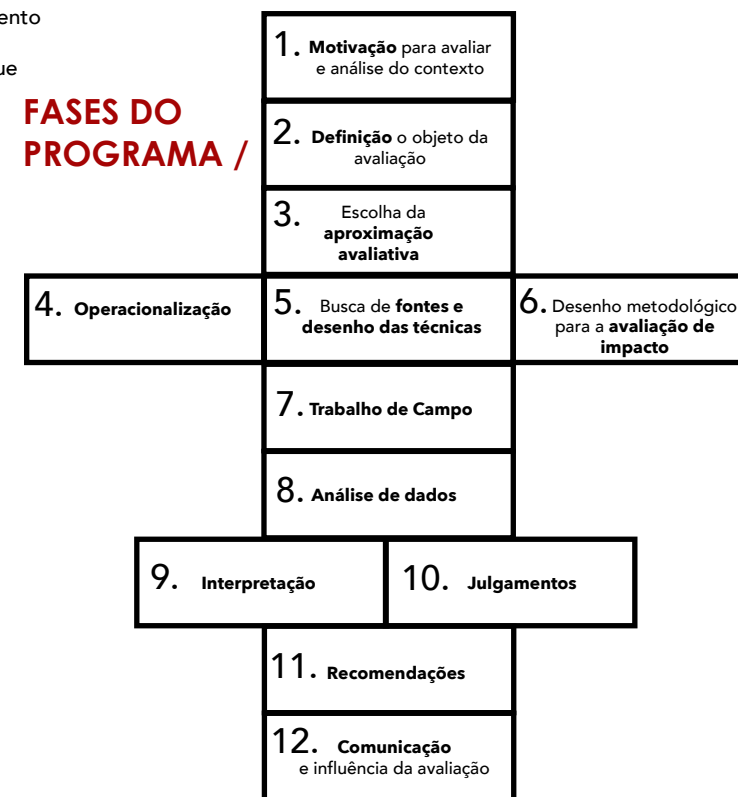 ento
ue
FASES DO
PROGRAMA /
1. Motivação para avaliar
e análise do contexto
2. Definição o objeto da
avaliação
3. Escolha da
aproximação
avaliativa
4. Operacionalização
5. Busca de fontes e
desenho das técnicas
6. Desenho metodológico
para a avaliação de
impacto
7. Trabalho de Campo
8. Análise de dados
9. Interpretação
10. Julgamentos
11. Recomendações
12. Comunicação
e influência da avaliação